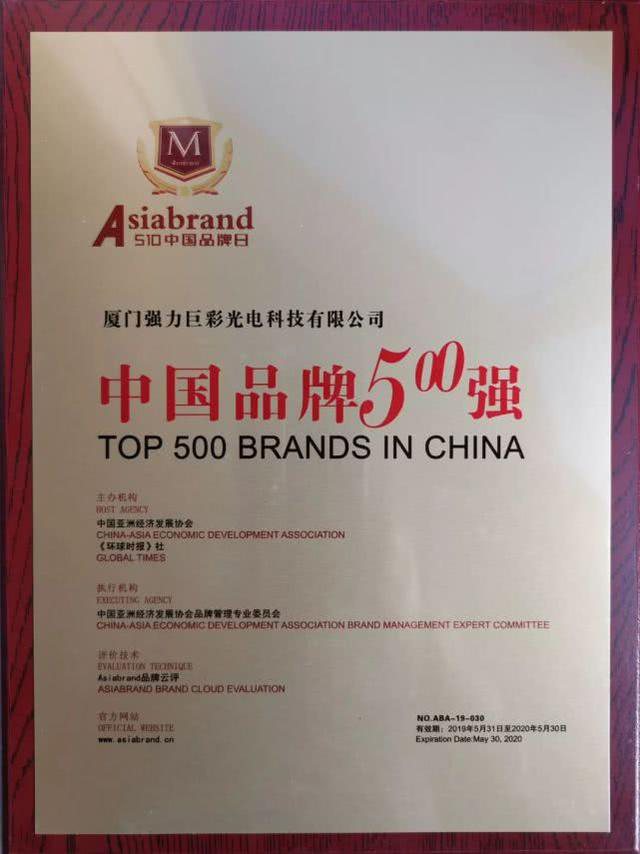 M
Asiabrand
Asiabrand
510中国品牌日
厦门强力巨彩光电科技有限公司
中国品牌500强
TOP 500 BRANDS IN CHINA
主办机构
HOST AGENCY
中国亚洲经济发展协会
CHINA-ASIA ECONOMIC DEVELOPMENT ASSOCIATION
《环球时报》社
GLOBAL TIMES
执行机构
EXECUTING AGENCY
中国亚洲经济发展协会品牌管理专业委员会
CHINA-ASIA ECONOMIC DEVELOPMENT ASSOCIATION BRAND MANAGEMENT EXPERT COMMITTEE
评价技术
EVALUATION TECHNIQUE
Asiabrand品牌云评
ASIABRAND BRAND CLOUD EVALUATION
官方网站
OFFICIAL WEBSITE
www.asiabrand.cn
NO.ABA-19-030
有效期：2019年5月31日至2020年5月30日
Expiration Date:May 30, 2020